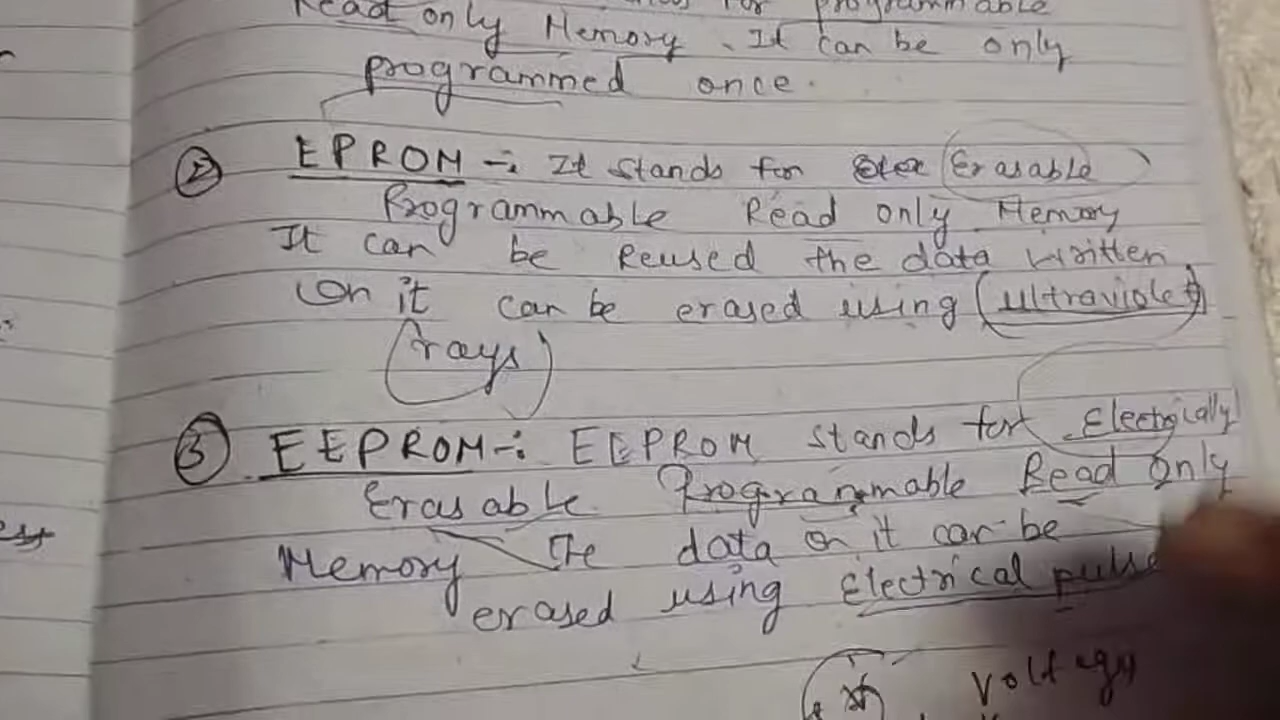 for programmable
Read only Memory. It can be only
programmed once.
② EPROM -: It stands for Erasable
Programmable Read only Memory
It can be Reused the data written
On it can be erased using (ultraviolet)
(rays)
③ EEPROM -: EEPROM stands for Electrically
Erasable Programmable Read Only
Memory The data on it can be
erased using Electrical pulse